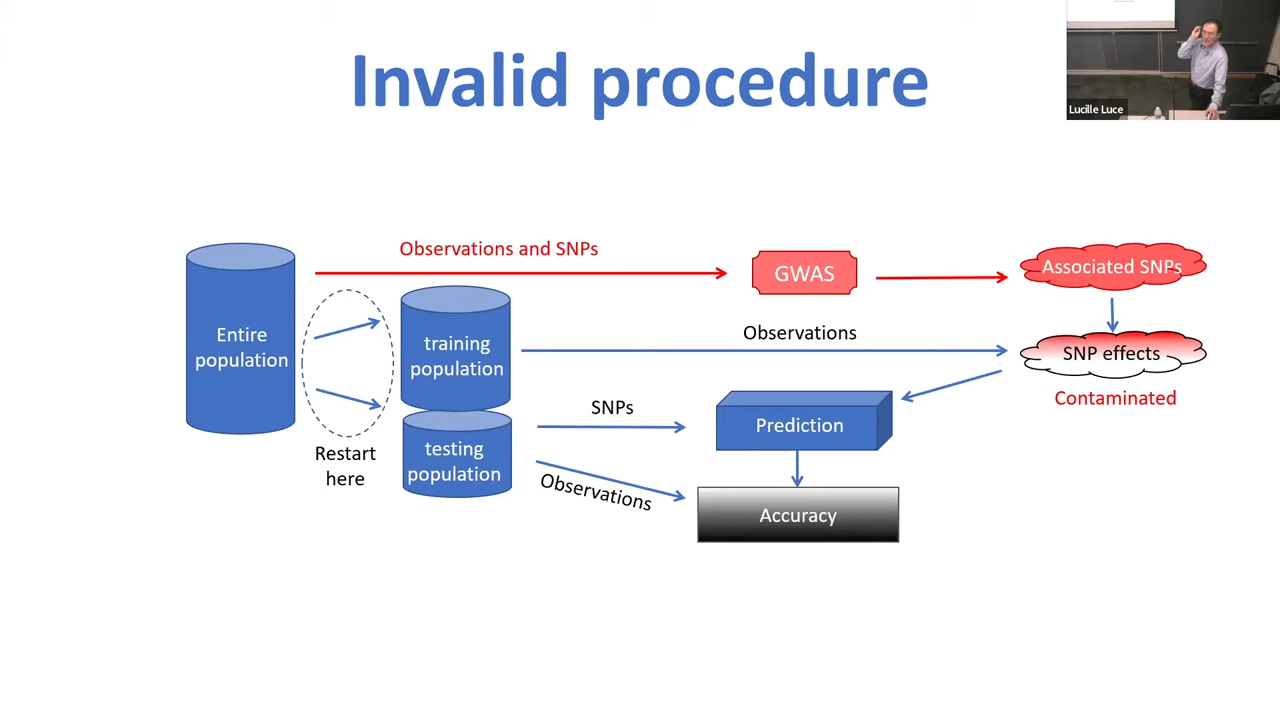 Invalid procedure
Lucille Luce
Observations and SNPs
GWAS
Associated SNPs
Entire
population
training
population
Observations
SNP effects
Contaminated
SNPs
Prediction
Restart
here
testing
population
Observations
Accuracy